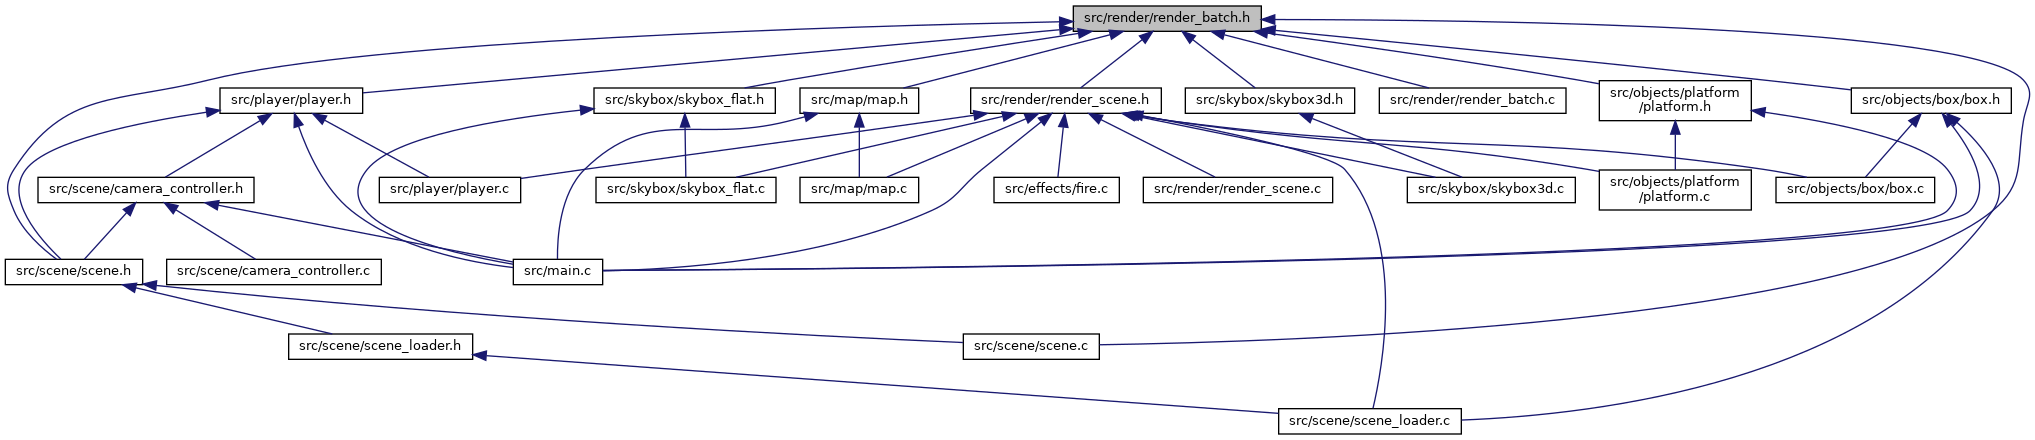 src/render/render_batch.h
src/player/player.h
src/skybox/skybox_flat.h
src/map/map.h
src/render/render_scene.h
src/skybox/skybox3d.h
src/render/render_batch.c
src/objects/platform
/platform.h
src/objects/box/box.h
src/scene/camera_controller.h
src/player/player.c
src/skybox/skybox_flat.c
src/map/map.c
src/effects/fire.c
src/render/render_scene.c
src/skybox/skybox3d.c
src/objects/platform
/platform.c
src/objects/box/box.c
src/scene/scene.h
src/scene/camera_controller.c
src/main.c
src/scene/scene_loader.h
src/scene/scene.c
src/scene/scene_loader.c